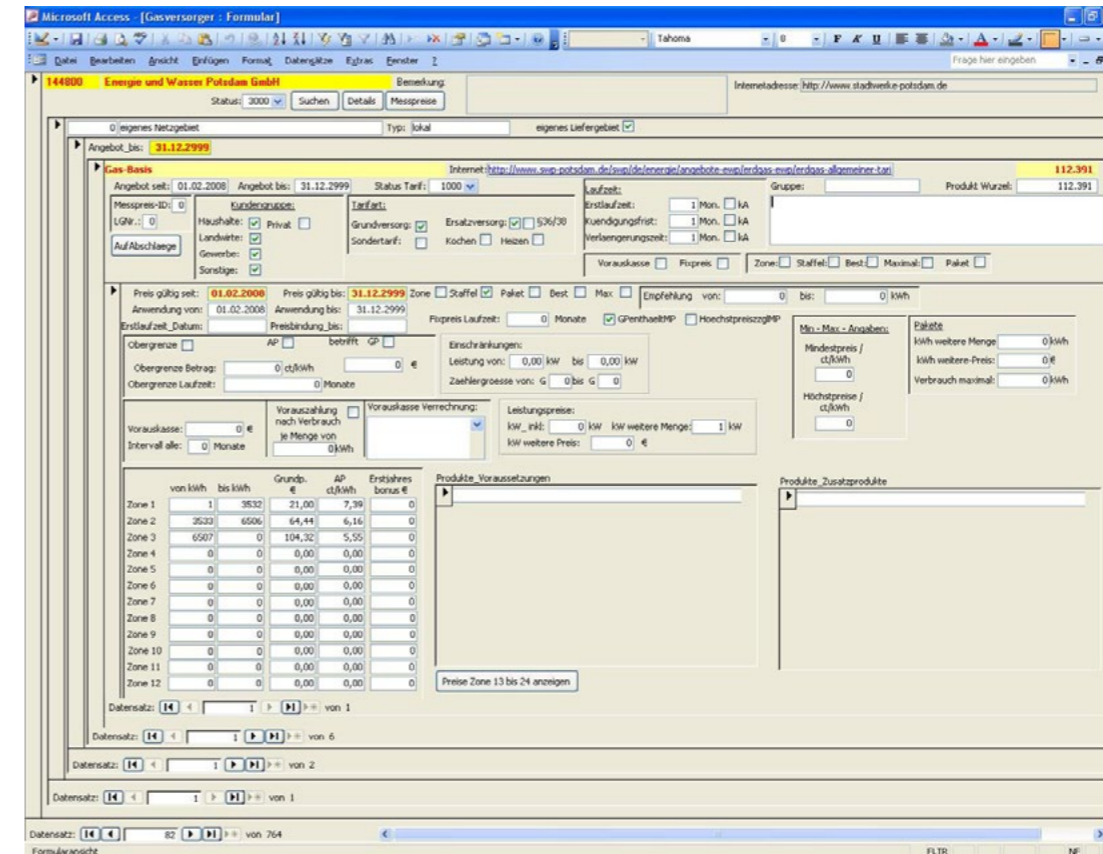 Microsoft Access - [Gasversorger : Formular]
Tahoma 8 F K U
Datei Bearbeiten Ansicht Einfügen Format Datensätze Extras Fenster ? Frage hier eingeben
144800 Energie und Wasser Potsdam GmbH Bemerkung: Internetadresse: http://www.stadtwerke-potsdam.de
Status: 3000 Suchen Details Messpreise
0 eigenes Netzgebiet Typ: lokal eigenes Liefergebiet
Angebot_bis: 31.12.2999
Gas-Basis Internet: http://www.swp-potsdam.de/swp/de/energie/angebote-ewp/erdgas-ewp/erdgas-allgemeiner-tari 112.391
Angebot seit: 01.02.2008 Angebot bis: 31.12.2999 Status Tarif: 1000 Laufzeit: Gruppe: Produkt Wurzel: 112.391
Messpreis-ID: 0 Kundengruppe: Tarifart: Erstlaufzeit: 1 Mon. kA
LGNr.: 0 Haushalte: Privat Grundversorg: Ersatzversorg: §36/38 Kuendigungsfrist: 1 Mon. kA
AufAbschlaege Landwirte: Sondertarif: Kochen Heizen Verlaengerungszeit: 1 Mon. kA
Gewerbe: Vorauskasse Fixpreis Zone: Staffel: Best: Maximal: Paket
Sonstige:
Preis gültig seit: 01.02.2008 Preis gültig bis: 31.12.2999 Zone Staffel Paket Best Max Empfehlung von: 0 bis: 0 kWh
Anwendung von: 01.02.2008 Anwendung bis: 31.12.2999 Fixpreis Laufzeit: 0 Monate GPenthaeltMP HoechstpreiszzglMP
Erstlaufzeit_Datum: Preisbindung_bis: Min - Max - Angaben: Pakete
Obergrenze AP betrifft GP Einschränkungen: Mindestpreis / ct/kWh kWh weitere Menge 0 kWh
Obergrenze Betrag: 0 ct/kWh 0 € Leistung von: 0,00 kW bis 0,00 kW 0 kWh weitere-Preis: 0 €
Obergrenze Laufzeit: 0 Monate Zaehlergroesse von: G 0 bis G 0 Höchstpreise / ct/kWh Verbrauch maximal: 0 kWh
0
Vorauskasse: 0 € Vorauszahlung nach Verbrauch Vorauskasse Verrechnung: Leistungspreise:
Intervall alle: 0 Monate je Menge von 0 kWh kW_inkl: 0 kW kW weitere Menge: 1 kW
kW weitere Preis: 0 €
von kWh bis kWh Grundp. € AP ct/kWh Erstjahres bonus € Produkte_Voraussetzungen Produkte_Zusatzprodukte
Zone 1 1 3532 21,00 7,39 0
Zone 2 3533 6506 64,44 6,16 0
Zone 3 6507 0 104,32 5,55 0
Zone 4 0 0 0,00 0,00 0
Zone 5 0 0 0,00 0,00 0
Zone 6 0 0 0,00 0,00 0
Zone 7 0 0 0,00 0,00 0
Zone 8 0 0 0,00 0,00 0
Zone 9 0 0 0,00 0,00 0
Zone 10 0 0 0,00 0,00 0
Zone 11 0 0 0,00 0,00 0
Zone 12 0 0 0,00 0,00 0 Preise Zone 13 bis 24 anzeigen
Datensatz: 1 von 1
Datensatz: 1 von 6
Datensatz: 1 von 2
Datensatz: 1 von 1
Datensatz: 82 von 764
Formularansicht FLTR NF